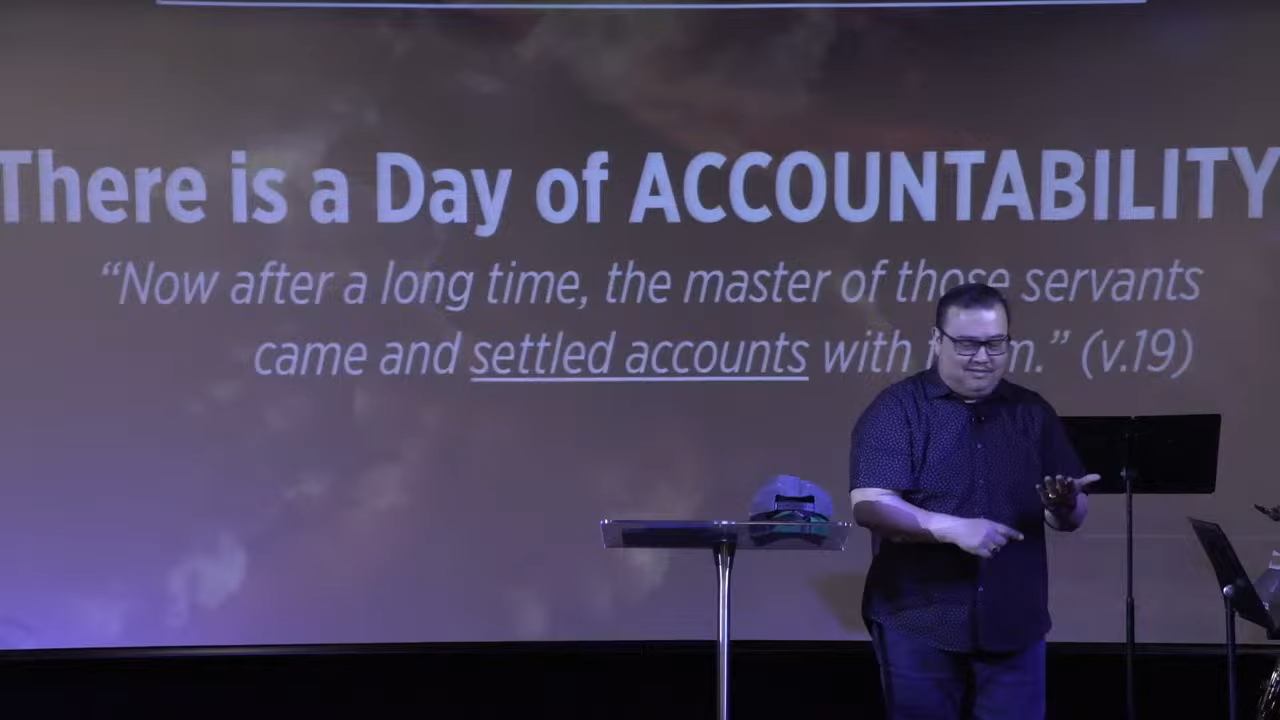 There is a Day of ACCOUNTABILITY
“Now after a long time, the master of those servants
came and settled accounts with
.” (v.19)